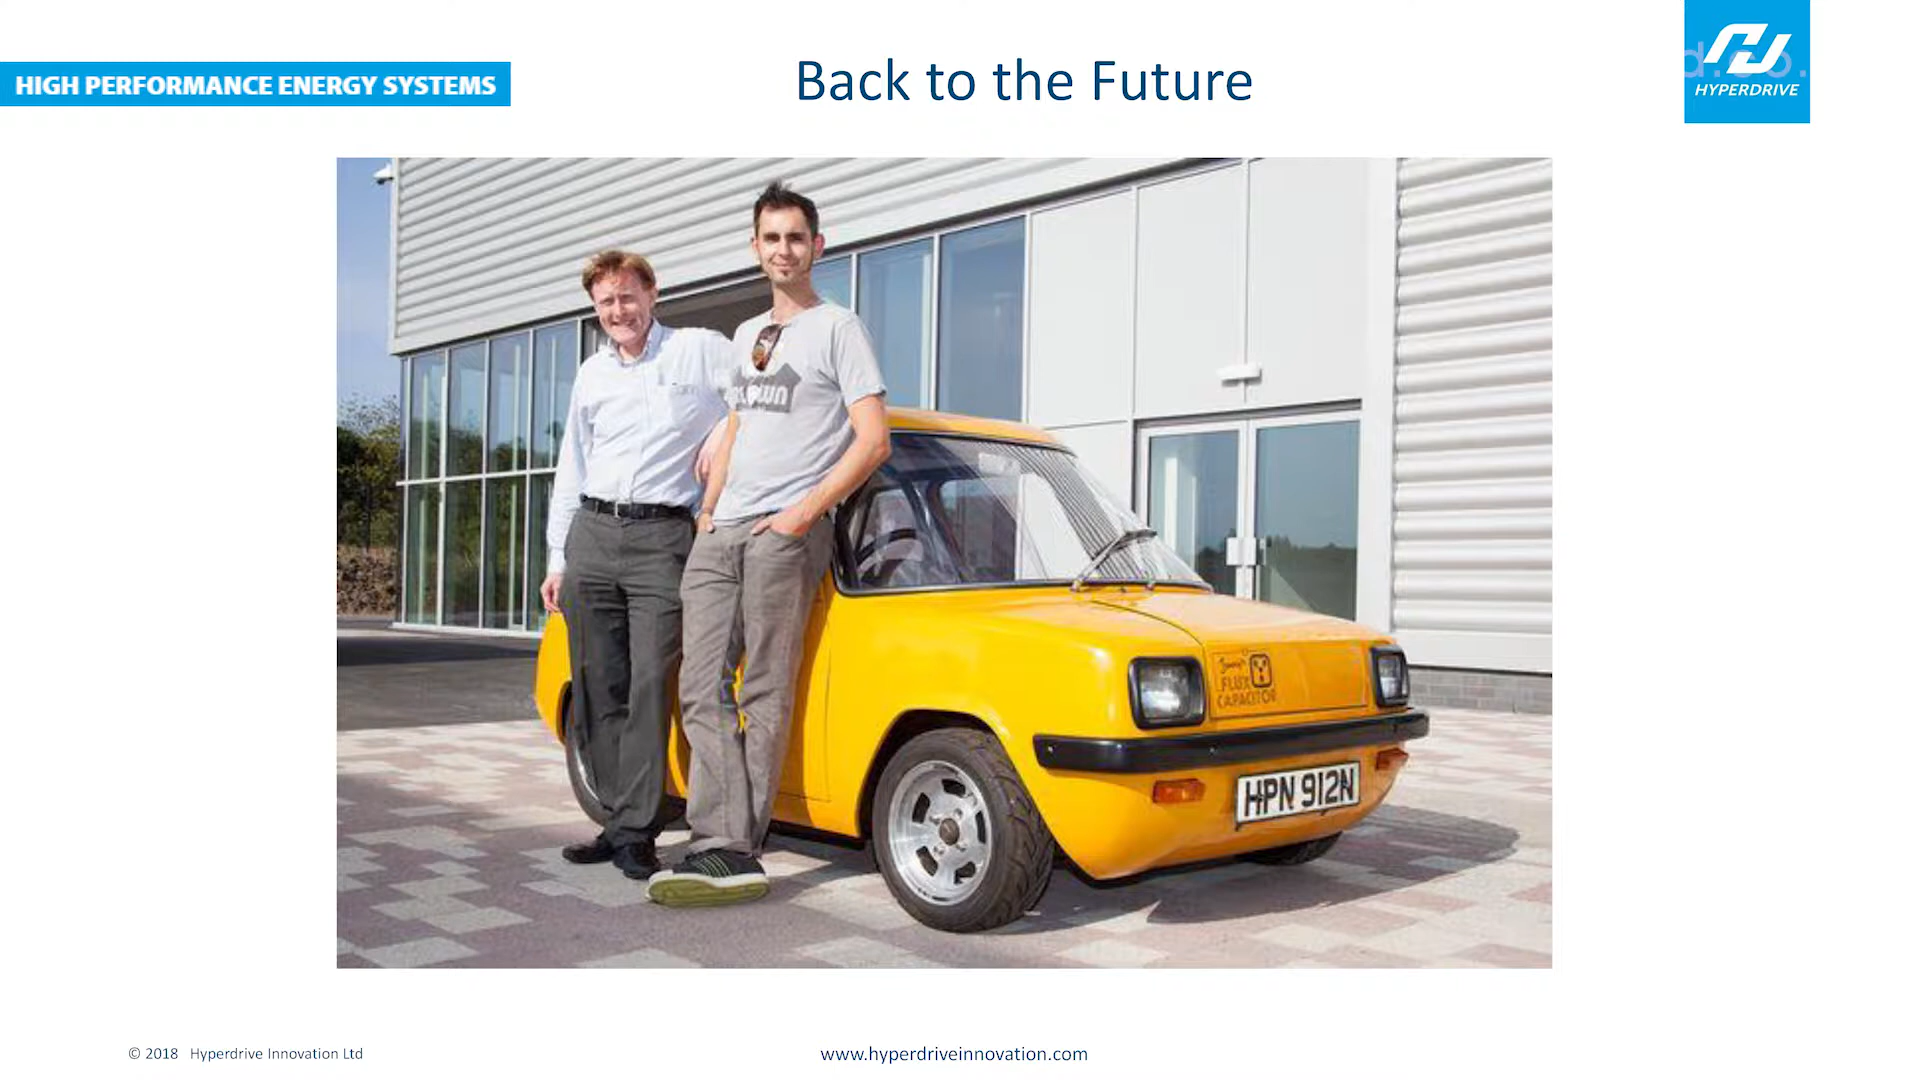 HIGH PERFORMANCE ENERGY SYSTEMS
Back to the Future
HYPERDRIVE
FLUX
CAPACITOR
HPN 912N
© 2018 Hyperdrive Innovation Ltd
www.hyperdriveinnovation.com